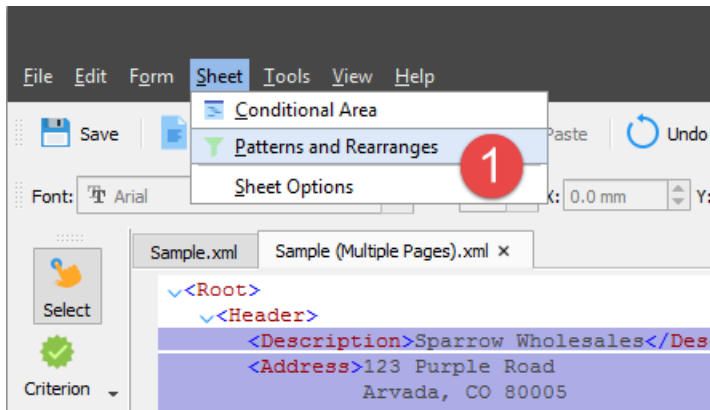 File Edit Form Sheet Tools View Help
Conditional Area
Save Paste Undo
Patterns and Rearranges
1
Sheet Options
Font: Arial X: 0.0 mm Y:
Sample.xml Sample (Multiple Pages).xml ×
Select
<Root>
<Header>
<Description>Sparrow Wholesales</Des
<Address>123 Purple Road
Criterion
Arvada, CO 80005